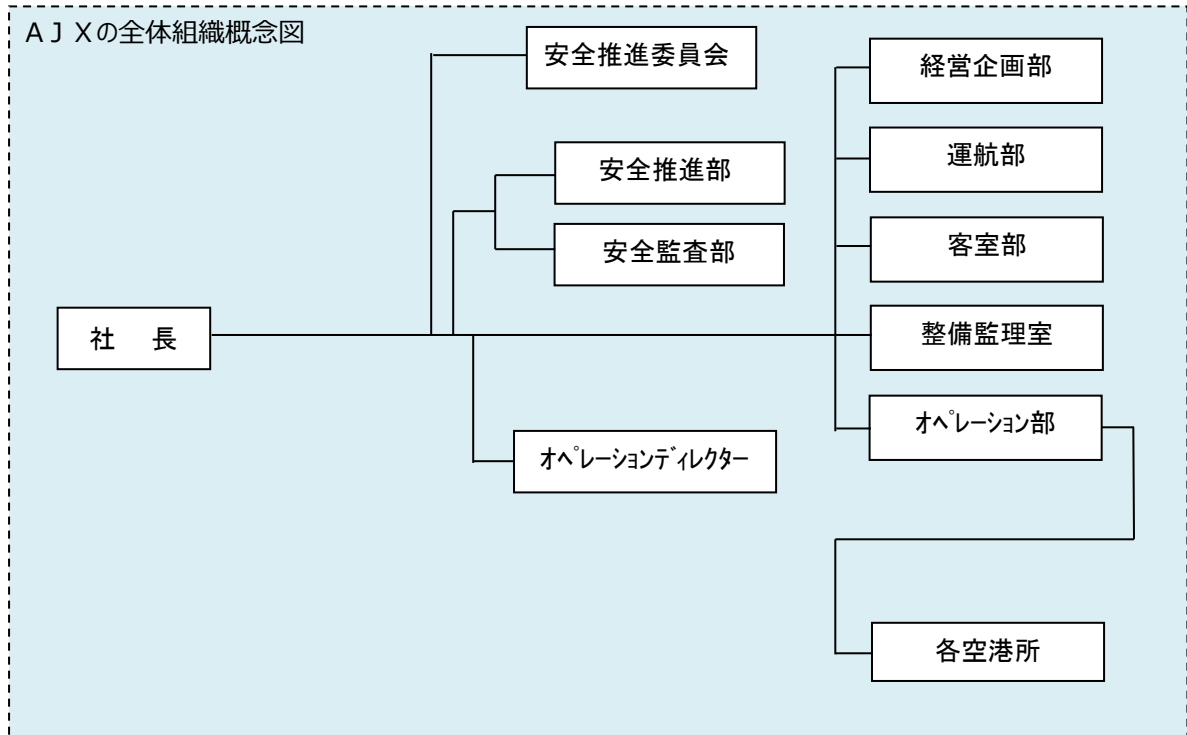 ＡＪＸの全体組織概念図
安全推進委員会
経営企画部
運航部
安全推進部
客室部
安全監査部
社　長
整備監理室
ｵﾍﾟﾚｰｼｮﾝ部
ｵﾍﾟﾚｰｼｮﾝﾃﾞｨﾚｸﾀｰ
各空港所